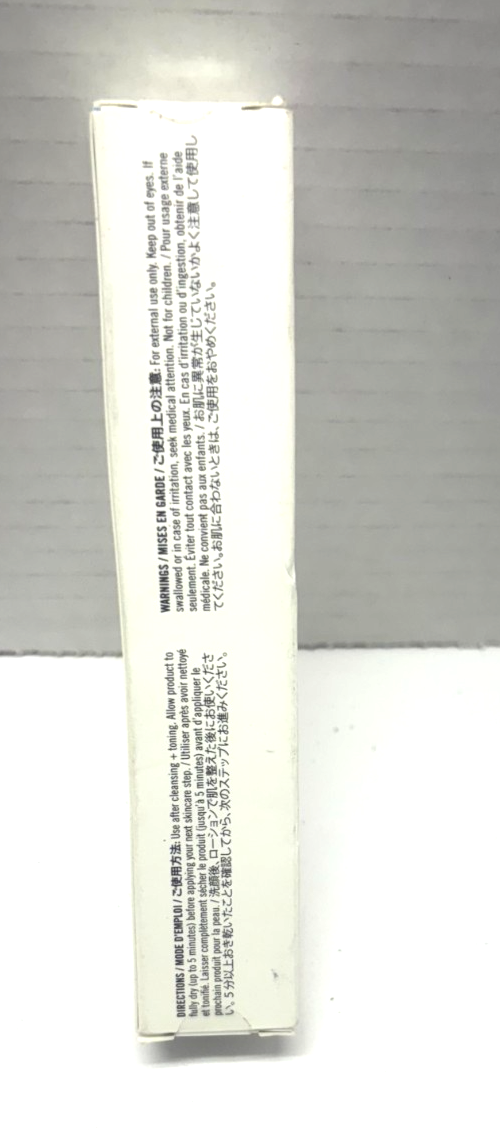 DIRECTIONS / MODE D'EMPLOI / ご使用方法: Use after cleansing + toning. Allow product to
fully dry (up to 5 minutes) before applying your next skincare step. / Utiliser après avoir nettoyé
et tonifié. Laisser complètement sécher le produit (jusqu'à 5 minutes) avant d'appliquer le
prochain produit pour la peau. / 洗顔後、ローションで肌を整えた後にお使いくださ
い。5分以上おき乾いたことを確認してから、次のステップにお進みください。
WARNINGS / MISES EN GARDE / ご使用上の注意: For external use only. Keep out of eyes. If
swallowed or in case of irritation, seek medical attention. Not for children. / Pour usage externe
seulement. Éviter tout contact avec les yeux. En cas d'irritation ou d'ingestion, obtenir de l'aide
médicale. Ne convient pas aux enfants. / お肌に異常が生じていないかよく注意して使用し
てください。お肌に合わないときは、ご使用をおやめください。